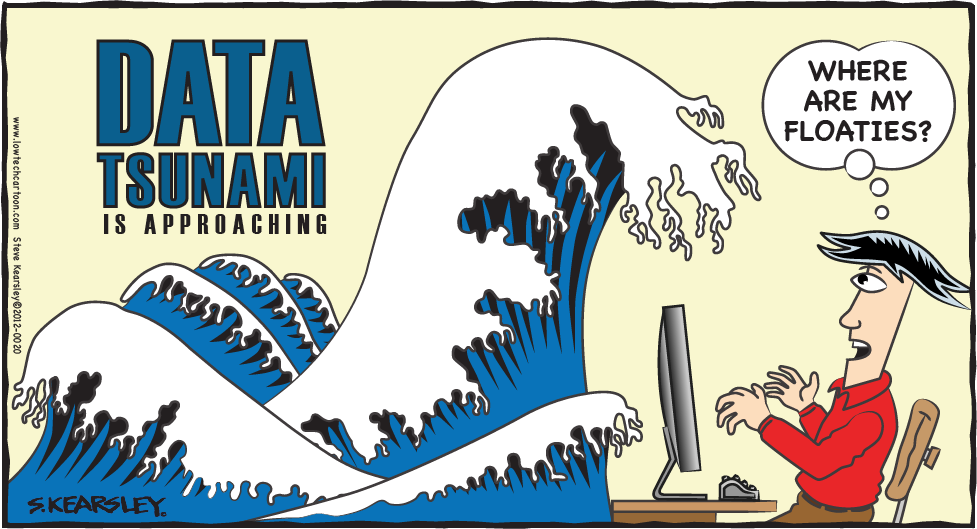 DATA
TSUNAMI
IS APPROACHING
WHERE
ARE MY
FLOATIES?
www.lowtechcartoon.com Steve Kearsley©2012-0020
S.KEARSLEY.